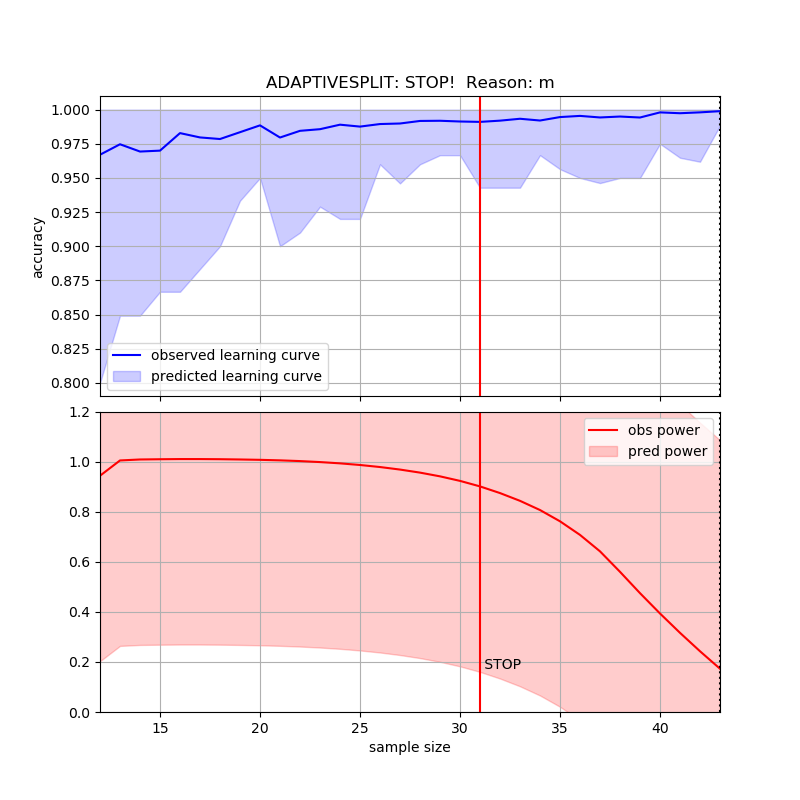 ADAPTIVESPLIT: STOP!  Reason: m
1.000
0.975
0.950
0.925
0.900
0.875
0.850
0.825
0.800
accuracy
observed learning curve
predicted learning curve
1.2
1.0
0.8
0.6
0.4
0.2
0.0
obs power
pred power
STOP
15 20 25 30 35 40
sample size